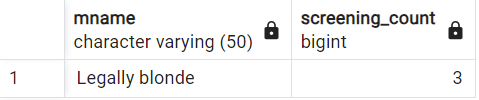 mname screening_count
character varying (50) bigint
1 Legally blonde 3